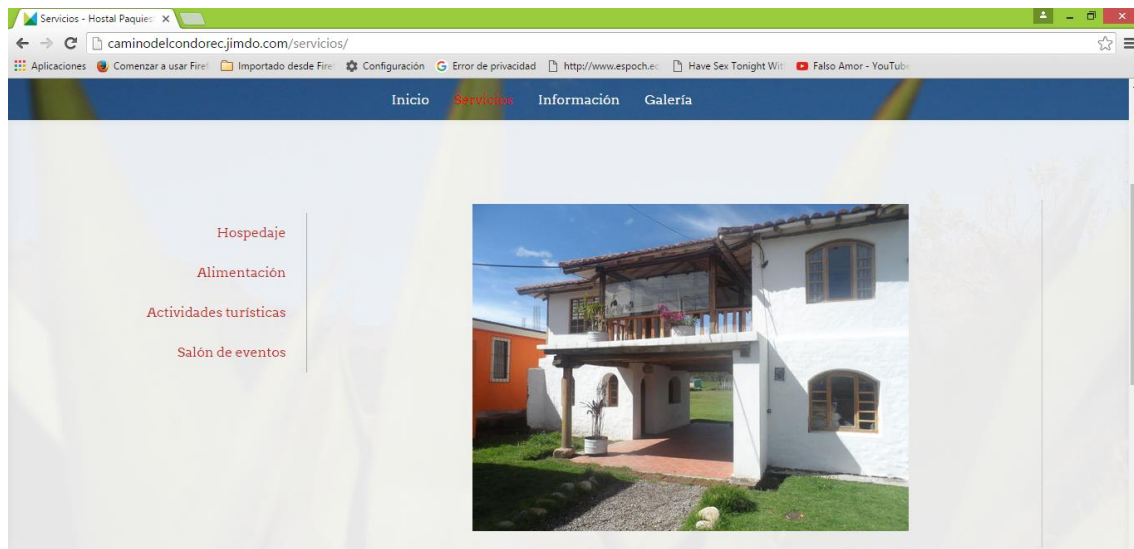 Servicios - Hostal Paquies
caminodelcondorec.jimdo.com/servicios/
Aplicaciones Comenzar a usar Firef Importado desde Fire Configuración Error de privacidad http://www.espoch.ec Have Sex Tonight Wit Falso Amor - YouTube
Inicio Servicios Información Galería
Hospedaje
Alimentación
Actividades turísticas
Salón de eventos